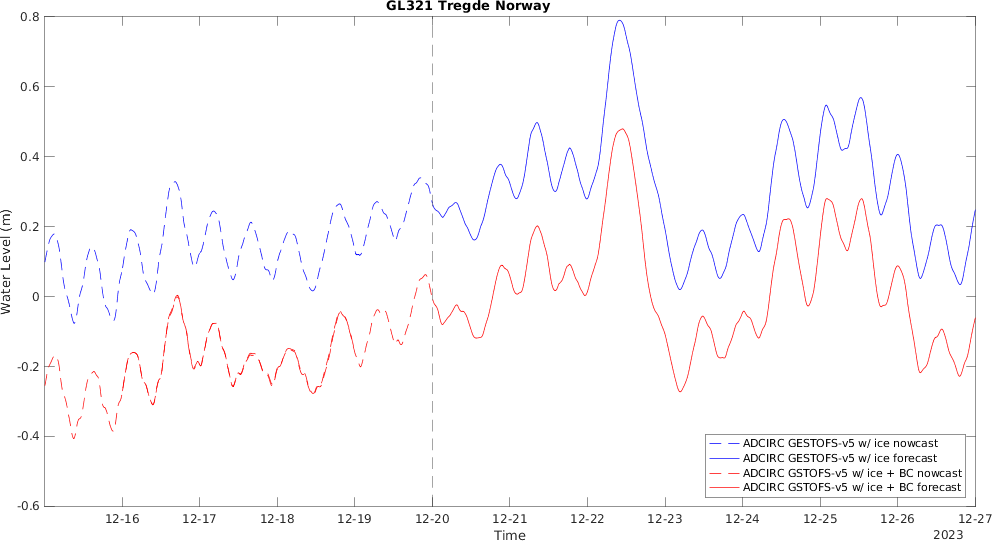 GL321 Tregde Norway
0.8
0.6
0.4
0.2
0
-0.2
-0.4
-0.6
Water Level (m)
12-16 12-17 12-18 12-19 12-20 12-21 12-22 12-23 12-24 12-25 12-26 12-27
Time
2023
ADCIRC GESTOFS-v5 w/ ice nowcast
ADCIRC GESTOFS-v5 w/ ice forecast
ADCIRC GSTOFS-v5 w/ ice + BC nowcast
ADCIRC GSTOFS-v5 w/ ice + BC forecast